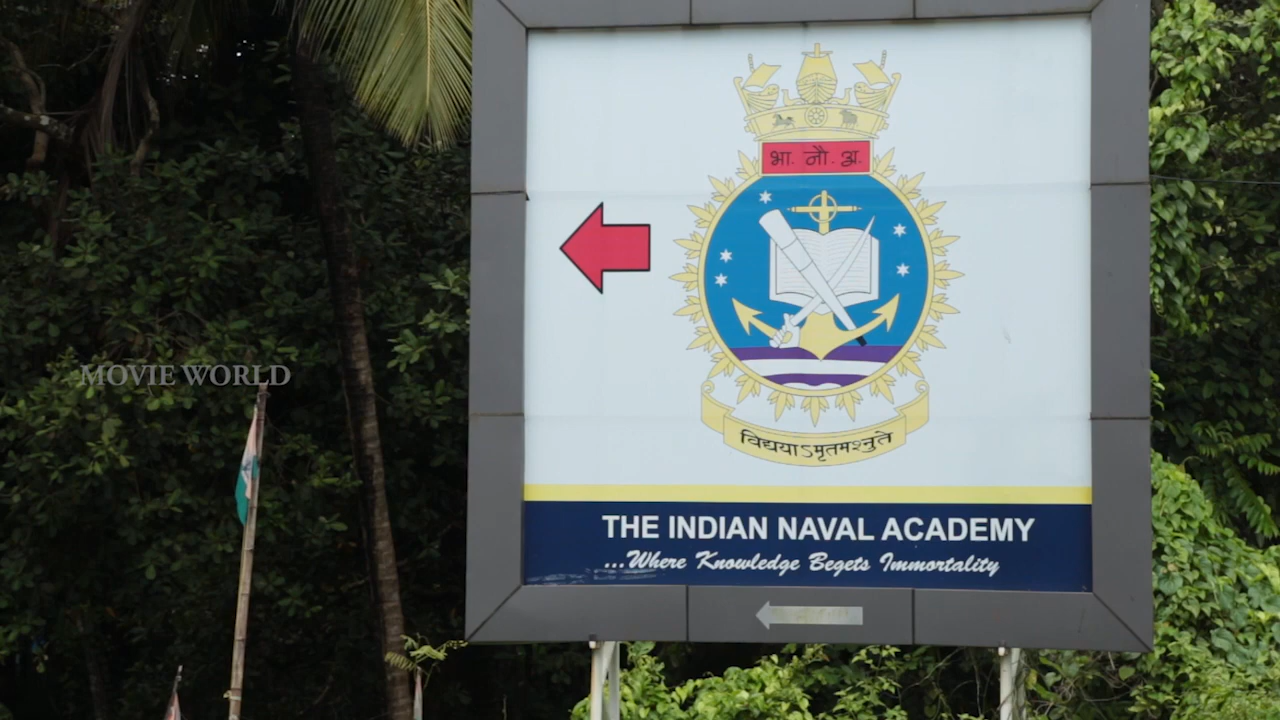 भा. नौ. अ.
MOVIE WORLD
विद्ययाऽमृतमश्नुते
THE INDIAN NAVAL ACADEMY
...Where Knowledge Begets Immortality